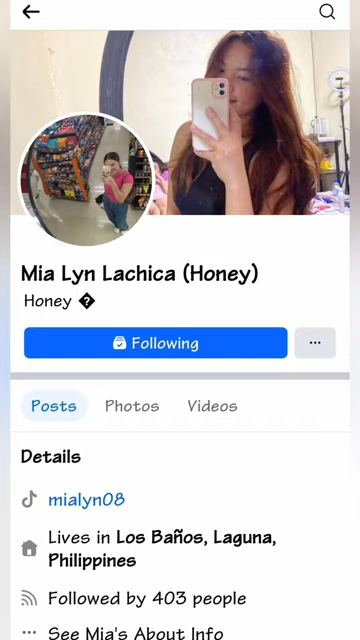 Mia Lyn Lachica (Honey)
Honey �
Following
Posts Photos Videos
Details
mialyn08
Lives in Los Baños, Laguna,
Philippines
Followed by 403 people
See Mia's About Info